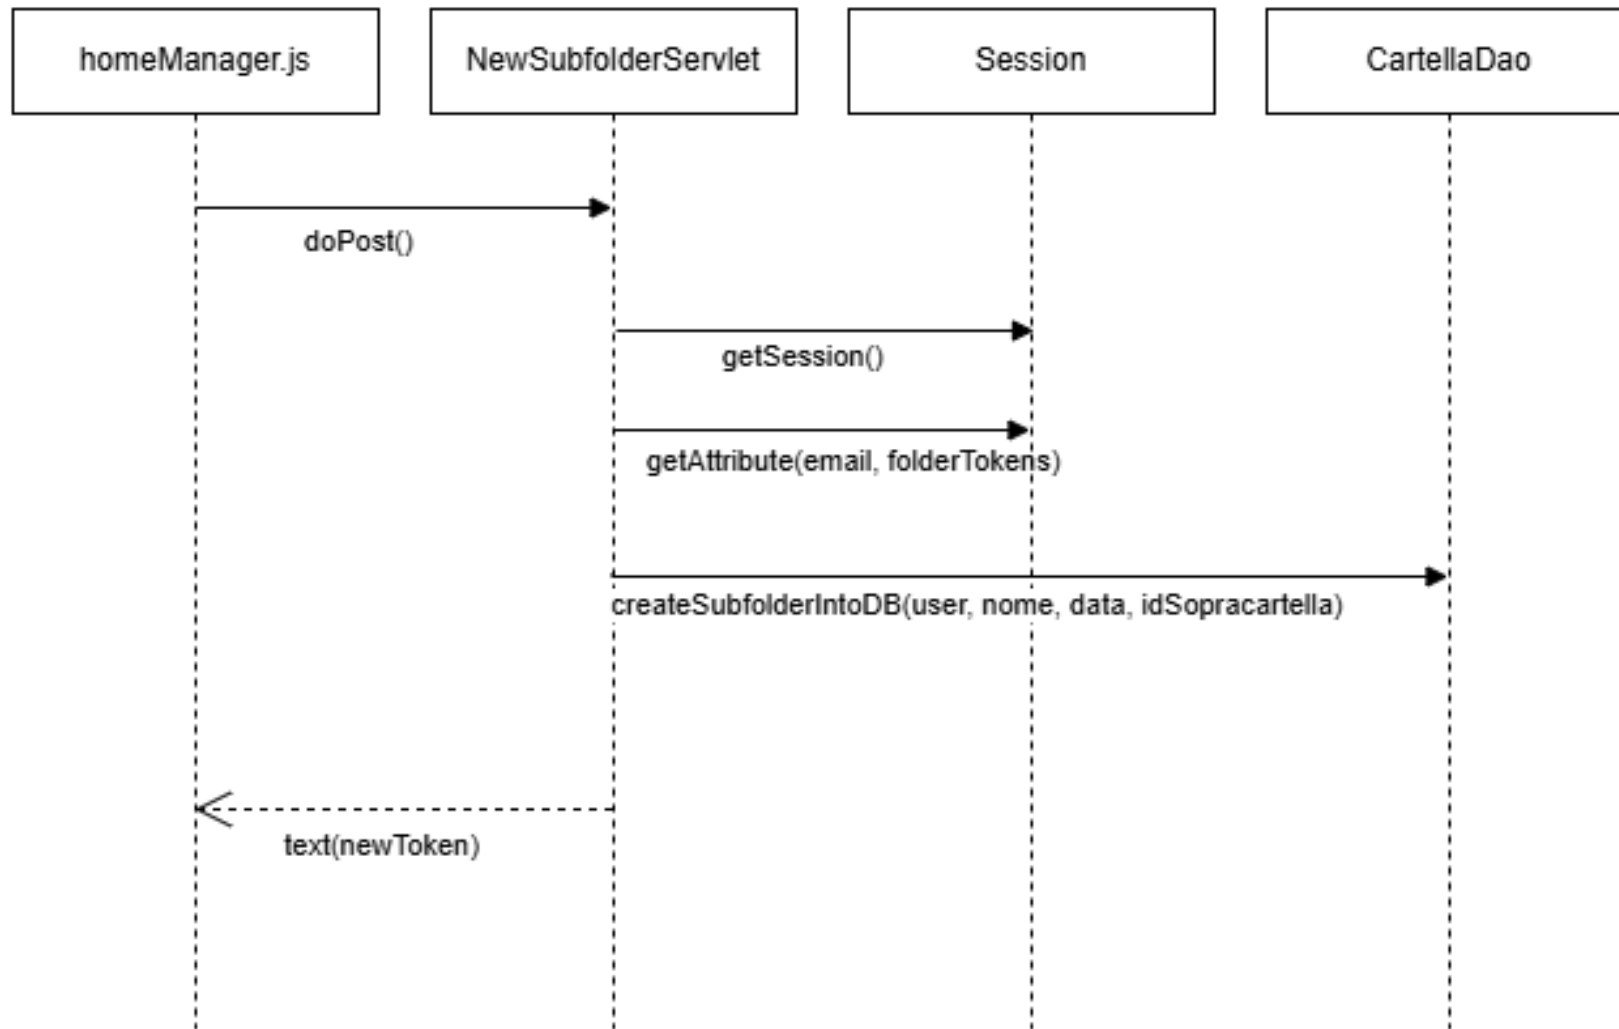 homeManager.js
NewSubfolderServlet
Session
CartellaDao
doPost()
getSession()
getAttribute(email, folderTokens)
createSubfolderIntoDB(user, nome, data, idSopracartella)
text(newToken)